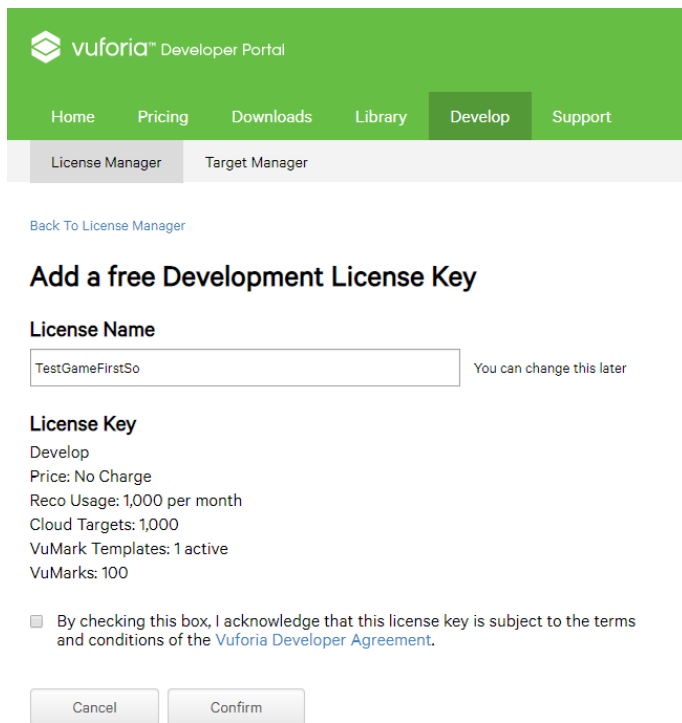 vuforia™ Developer Portal
Home Pricing Downloads Library Develop Support
License Manager Target Manager
Back To License Manager
Add a free Development License Key
License Name
TestGameFirstSo You can change this later
License Key
Develop
Price: No Charge
Reco Usage: 1,000 per month
Cloud Targets: 1,000
VuMark Templates: 1 active
VuMarks: 100
By checking this box, I acknowledge that this license key is subject to the terms
and conditions of the Vuforia Developer Agreement.
Cancel Confirm